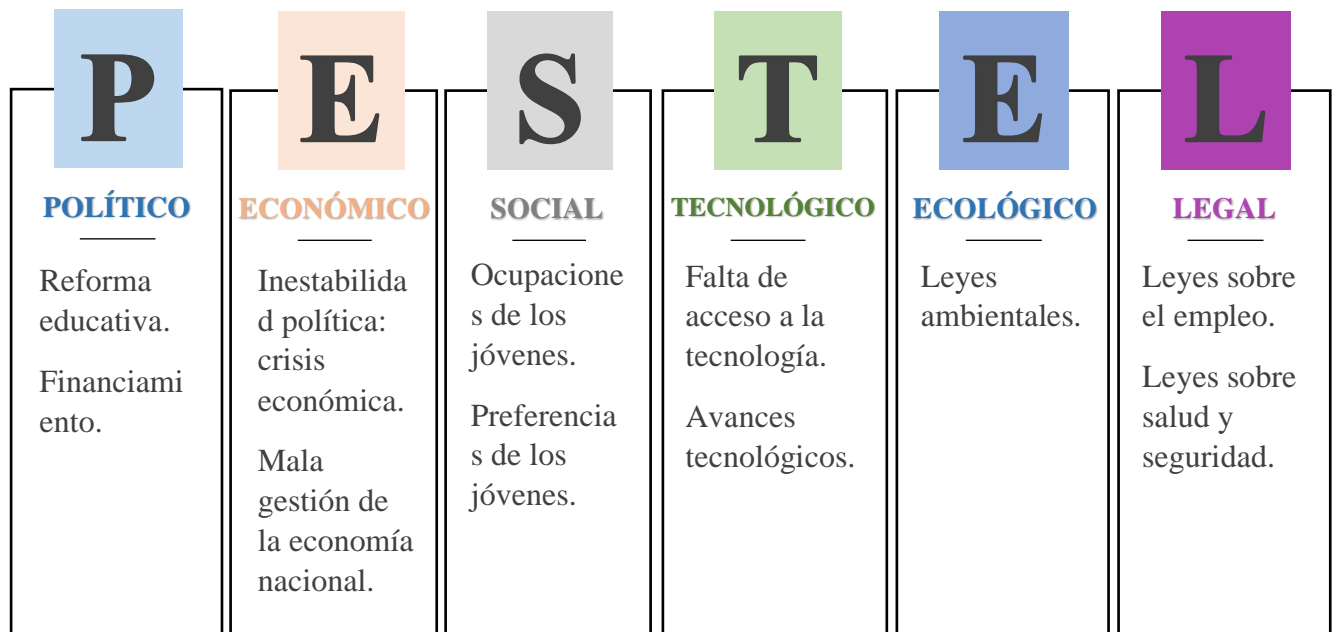 P
POLÍTICO
Reforma
educativa.
Financiami
ento.
E
ECONÓMICO
Inestabilida
d política:
crisis
económica.
Mala
gestión de
la economía
nacional.
S
SOCIAL
Ocupacione
s de los
jóvenes.
Preferencia
s de los
jóvenes.
T
TECNOLÓGICO
Falta de
acceso a la
tecnología.
Avances
tecnológicos.
E
ECOLÓGICO
Leyes
ambientales.
L
LEGAL
Leyes sobre
el empleo.
Leyes sobre
salud y
seguridad.